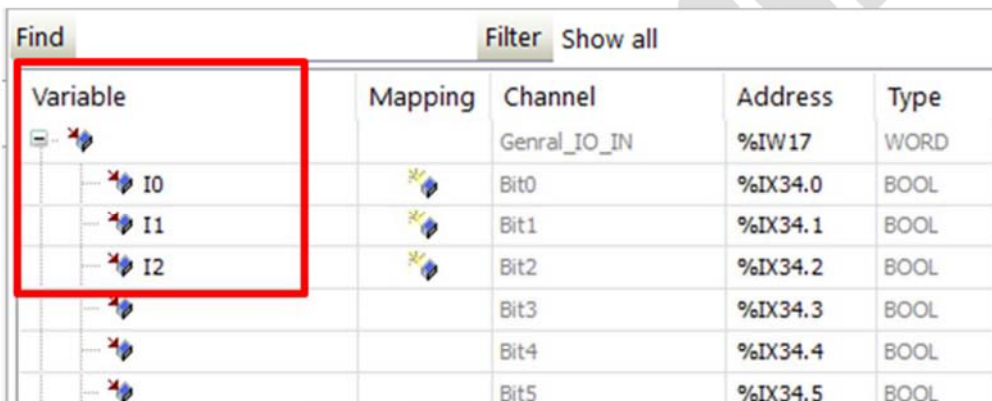 Find Filter Show all
Variable Mapping Channel Address Type
Genral_IO_IN %IW17 WORD
I0 Bit0 %IX34.0 BOOL
I1 Bit1 %IX34.1 BOOL
I2 Bit2 %IX34.2 BOOL
Bit3 %IX34.3 BOOL
Bit4 %IX34.4 BOOL
Bit5 %IX34.5 BOOL